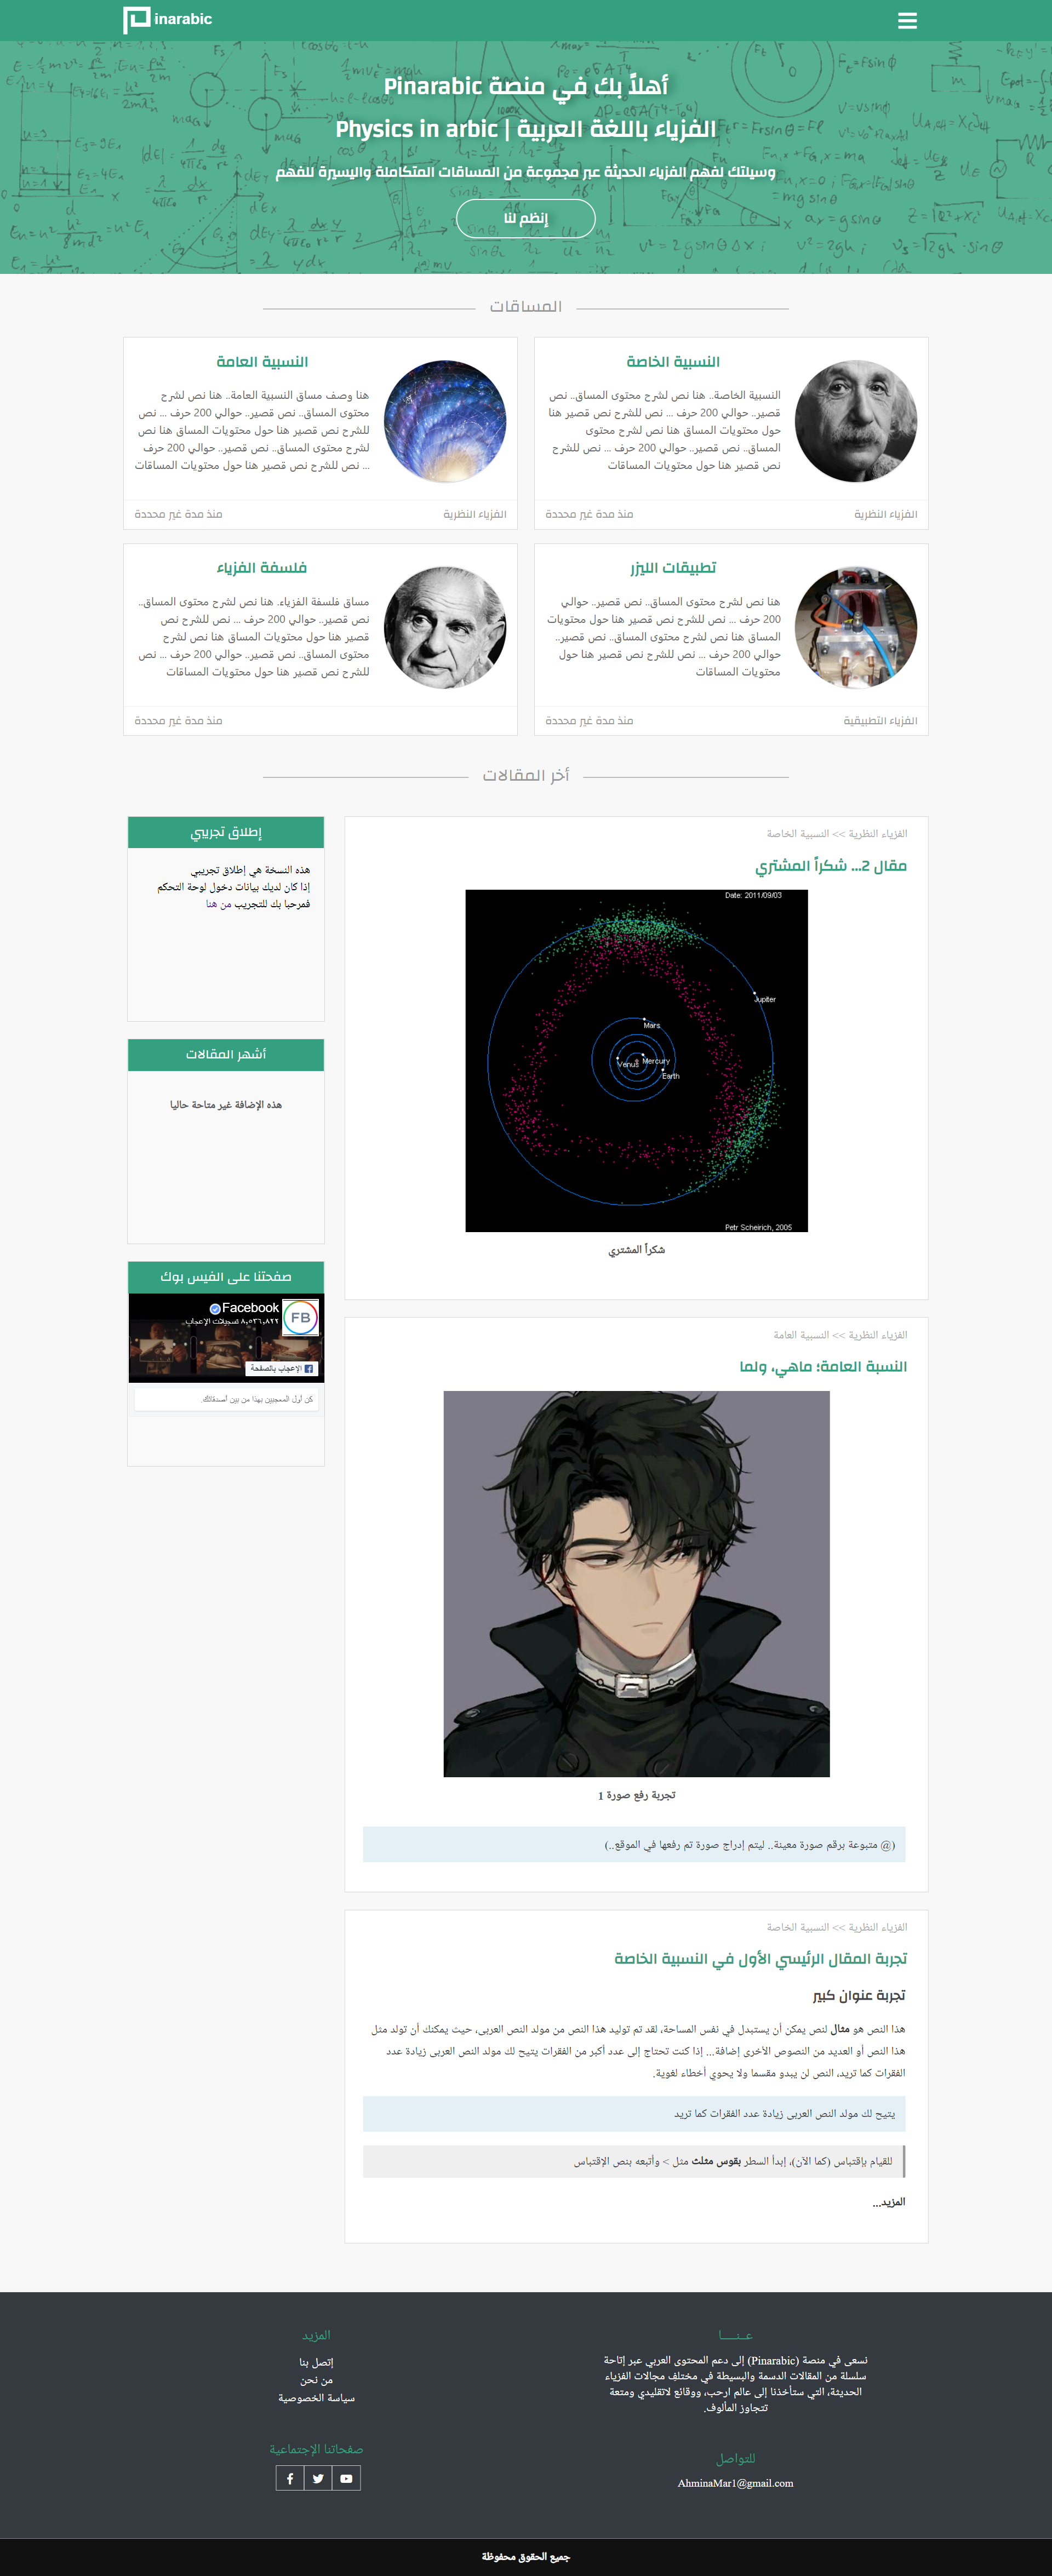 inarabic
أهلاً بك في منصة Pinarabic
الفزياء باللغة العربية | Physics in arbic
وسيلتك لفهم الفزياء الحديثة عبر مجموعة من المساقات المتكاملة واليسيرة للفهم
إنظم لنا
المساقات
النسبية الخاصة
النسبية الخاصة.. هنا نص لشرح محتوى المساق.. نص
قصير.. حوالي 200 حرف ... نص للشرح نص قصير هنا
حول محتويات المساق هنا نص لشرح محتوى
المساق.. نص قصير.. حوالي 200 حرف ... نص للشرح
نص قصير هنا حول محتويات المساقات
الفزياء النظرية
منذ مدة غير محددة
النسبية العامة
هنا وصف مساق النسبية العامة.. هنا نص لشرح
محتوى المساق.. نص قصير.. حوالي 200 حرف ... نص
للشرح نص قصير هنا حول محتويات المساق هنا نص
لشرح محتوى المساق.. نص قصير.. حوالي 200 حرف
... نص للشرح نص قصير هنا حول محتويات المساقات
الفزياء النظرية
منذ مدة غير محددة
تطبيقات الليزر
هنا نص لشرح محتوى المساق.. نص قصير.. حوالي
200 حرف ... نص للشرح نص قصير هنا حول محتويات
المساق هنا نص لشرح محتوى المساق.. نص قصير..
حوالي 200 حرف ... نص للشرح نص قصير هنا حول
محتويات المساقات
الفزياء التطبيقية
منذ مدة غير محددة
فلسفة الفزياء
مساق فلسفة الفزياء. هنا نص لشرح محتوى المساق..
نص قصير.. حوالي 200 حرف ... نص للشرح نص
قصير هنا حول محتويات المساق هنا نص لشرح
محتوى المساق.. نص قصير.. حوالي 200 حرف ... نص
للشرح نص قصير هنا حول محتويات المساقات
منذ مدة غير محددة
أخر المقالات
الفزياء النظرية >> النسبية الخاصة
مقال 2... شكراً المشتري
Date: 2011/09/03
Jupiter
Mars
Mercury
Venus
Earth
Petr Scheirich, 2005
شكراً المشتري
الفزياء النظرية >> النسبية العامة
النسبة العامة؛ ماهي، ولما
تجربة رفع صورة 1
(@ متبوعة برقم صورة معينة.. ليتم إدراج صورة تم رفعها في الموقع..)
الفزياء النظرية >> النسبية الخاصة
تجربة المقال الرئيسي الأول في النسبية الخاصة
تجربة عنوان كبير
هذا النص هو مثال لنص يمكن أن يستبدل في نفس المساحة، لقد تم توليد هذا النص من مولد النص العربى، حيث يمكنك أن تولد مثل
هذا النص أو العديد من النصوص الأخرى إضافة... إذا كنت تحتاج إلى عدد أكبر من الفقرات يتيح لك مولد النص العربى زيادة عدد
الفقرات كما تريد، النص لن يبدو مقسما ولا يحوي أخطاء لغوية.
يتيح لك مولد النص العربى زيادة عدد الفقرات كما تريد
للقيام بإقتباس (كما الآن)، إبدأ السطر بقوس مثلث مثل > وأتبعه بنص الإقتباس
المزيد...
إطلاق تجريبي
هذه النسخة هي إطلاق تجريبي
إذا كان لديك بيانات دخول لوحة التحكم
فمرحبا بك للتجريب من هنا
أشهر المقالات
هذه الإضافة غير متاحة حاليا
صفحتنا على الفيس بوك
Facebook
FB
٨,٥٣٦,٨٢٢ تسجيلات الإعجاب
الإعجاب بالصفحة
كن أول المعجبين بهذا من بين أصدقائك.
عـنـــا
نسعى في منصة (Pinarabic) إلى دعم المحتوى العربي عبر إتاحة
سلسلة من المقالات الدسمة والبسيطة في مختلف مجالات الفزياء
الحديثة، التي ستأخذنا إلى عالم ارحب، ووقائع لاتقليدي ومتعة
تتجاوز المألوف.
للتواصل
AhminaMar1@gmail.com
المزيد
إتصل بنا
من نحن
سياسة الخصوصية
صفحاتنا الإجتماعية
جميع الحقوق محفوظة